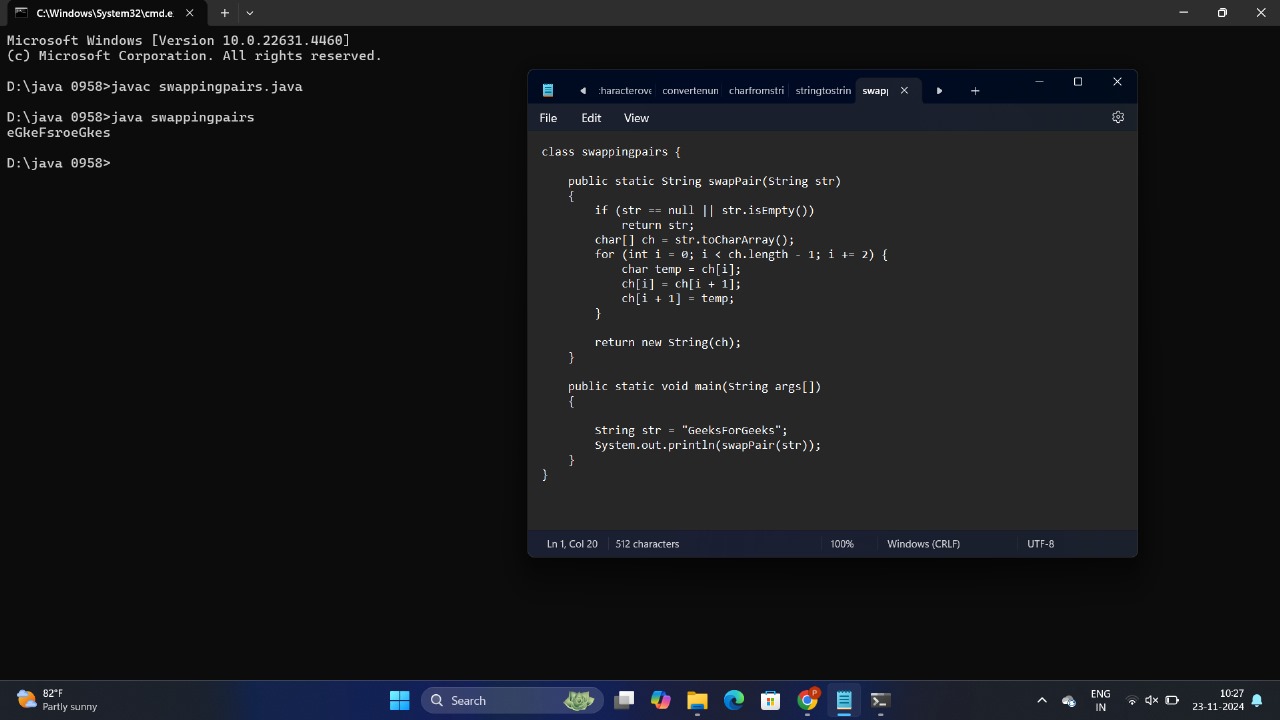 C:\Windows\System32\cmd.e
Microsoft Windows [Version 10.0.22631.4460]
(c) Microsoft Corporation. All rights reserved.
D:\java 0958>javac swappingpairs.java
D:\java 0958>java swappingpairs
eGkeFsroeGkes
D:\java 0958>
:haracterove convertenun charfromstri stringtostrin swap
File Edit View
class swappingpairs {
public static String swapPair(String str)
{
if (str == null || str.isEmpty())
return str;
char[] ch = str.toCharArray();
for (int i = 0; i < ch.length - 1; i += 2) {
char temp = ch[i];
ch[i] = ch[i + 1];
ch[i + 1] = temp;
}
return new String(ch);
}
public static void main(String args[])
{
String str = "GeeksForGeeks";
System.out.println(swapPair(str));
}
}
Ln 1, Col 20 512 characters 100% Windows (CRLF) UTF-8
82°F
Partly sunny
Search
P
ENG
IN
10:27
23-11-2024